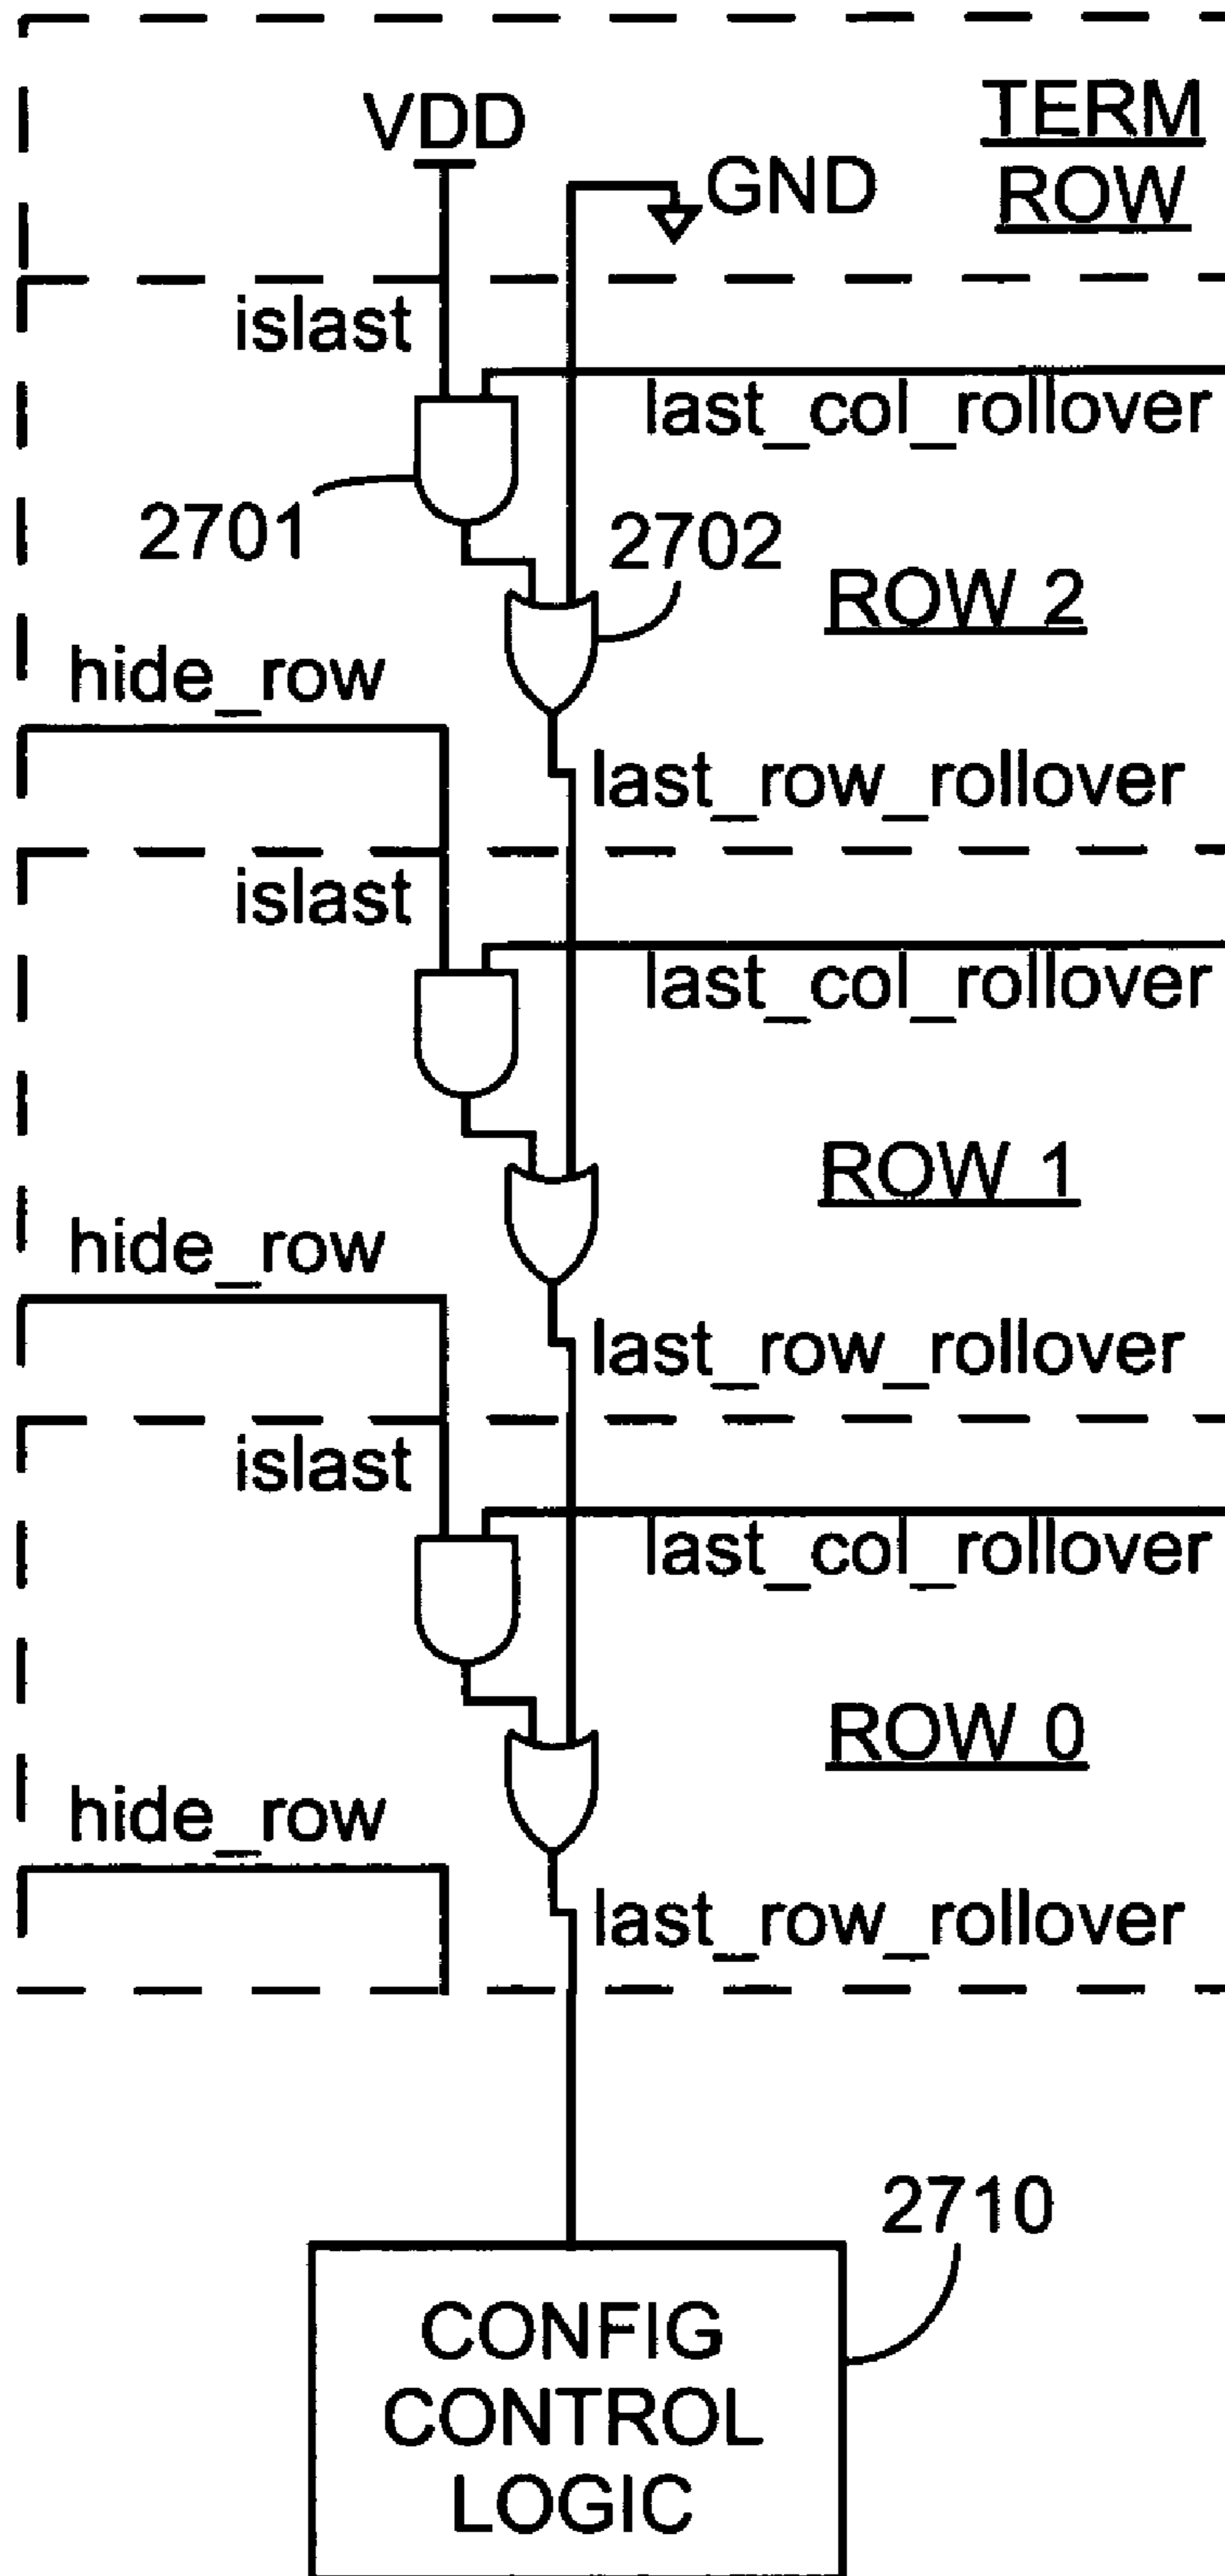 TERM
ROW
VDD
GND
islast
last_col_rollover
2701
2702
ROW 2
hide_row
last_row_rollover
islast
last_col_rollover
ROW 1
hide_row
last_row_rollover
islast
last_col_rollover
ROW 0
hide_row
last_row_rollover
2710
CONFIG
CONTROL
LOGIC